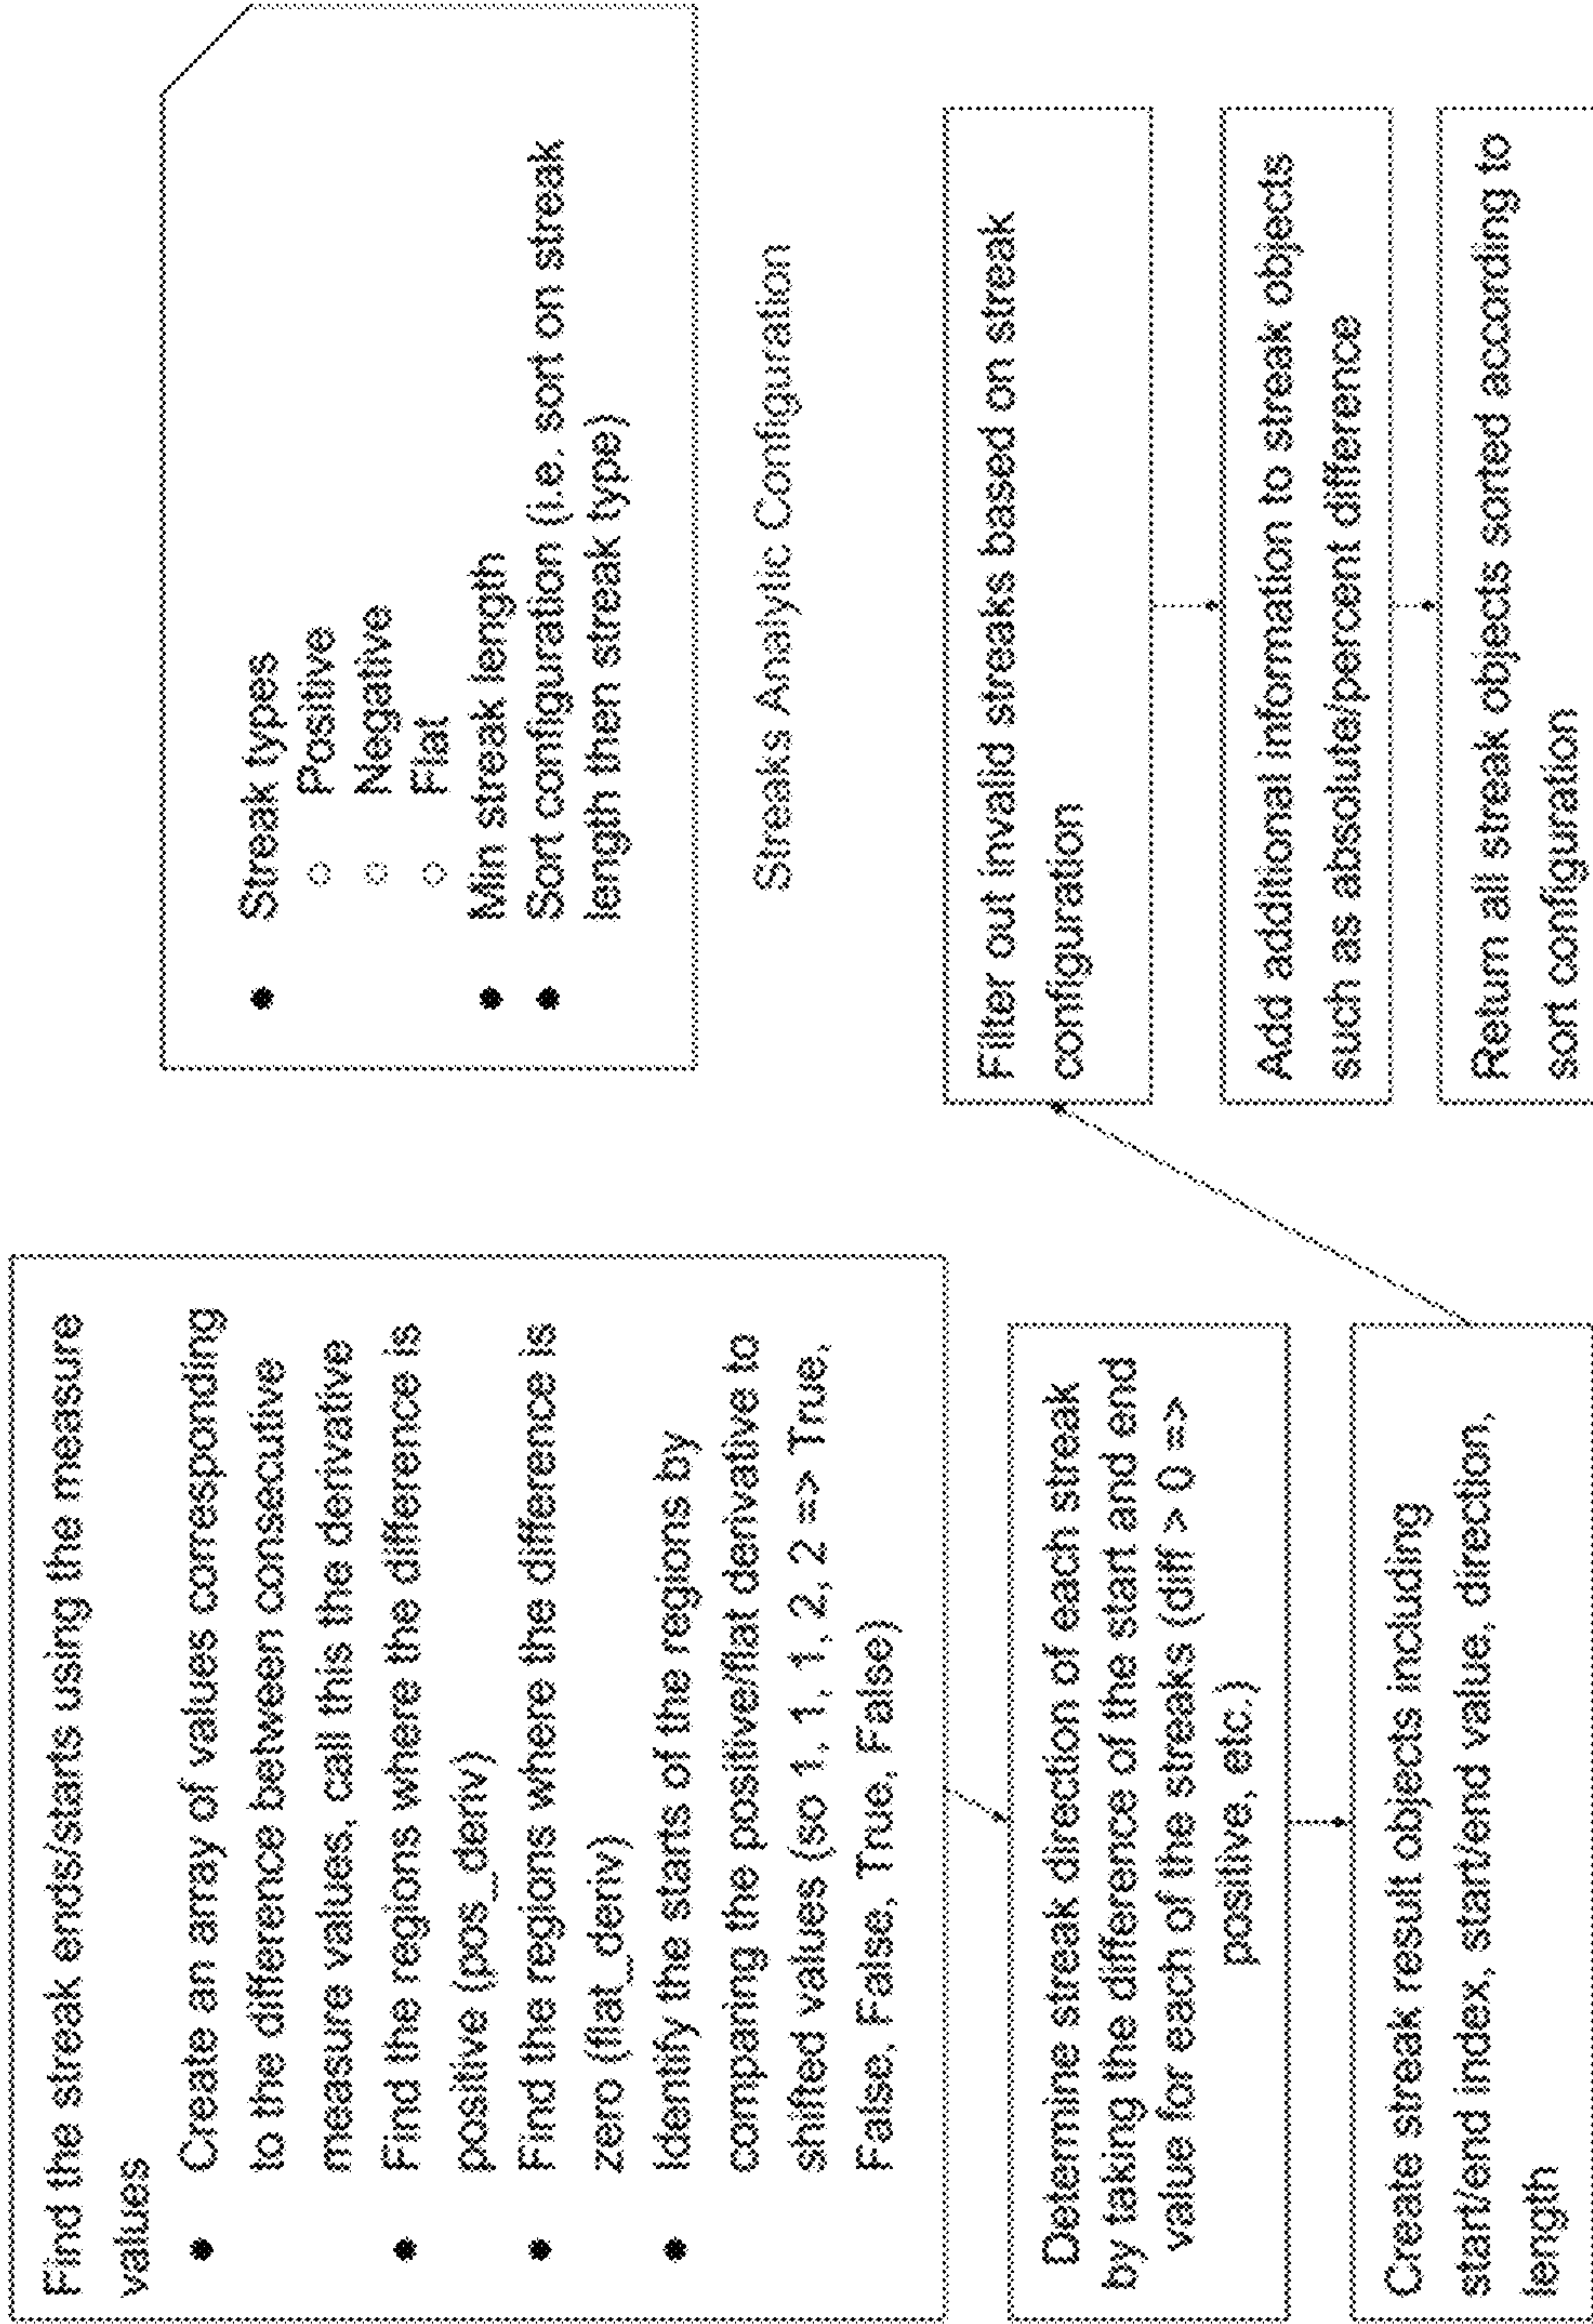 Find the streak ends/starts using the measure
values
● Create an array of values corresponding
to the difference between consecutive
measure values, call this the derivative
● Find the regions where the difference is
positive (pos_deriv)
● Find the regions where the difference is
zero (flat_deriv)
● Identify the starts of the regions by
comparing the positive/flat derivative to
shifted values (so 1, 1, 1, 2, 2 => True,
False, False, True, False)
Determine streak direction of each streak
by taking the difference of the start and end
value for each of the streaks (diff > 0 =>
positive, etc.)
Create streak result objects including
start/end index, start/end value, direction,
length
● Streak types
○ Positive
○ Negative
○ Flat
● Min streak length
● Sort configuration (i.e. sort on streak
length then streak type)
Streaks Analytic Configuration
Filter out invalid streaks based on streak
configuration
Add additional information to streak objects
such as absolute/percent difference
Return all streak objects sorted according to
sort configuration